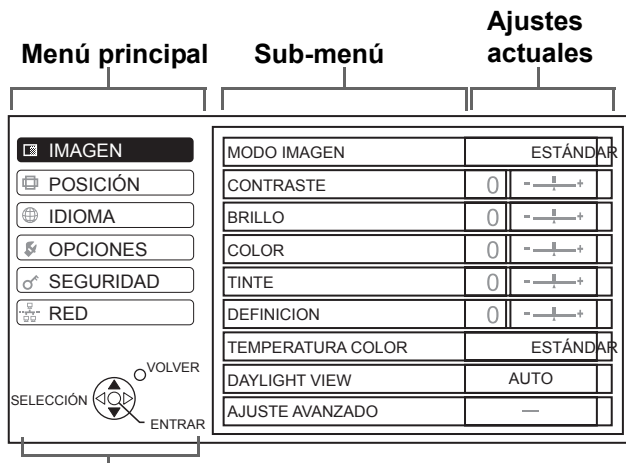 Menú principal
Sub-menú
Ajustes
actuales
IMAGEN
POSICIÓN
IDIOMA
OPCIONES
SEGURIDAD
RED
VOLVER
SELECCIÓN
ENTRAR
MODO IMAGEN ESTÁNDAR
CONTRASTE 0 - +
BRILLO 0 - +
COLOR 0 - +
TINTE 0 - +
DEFINICION 0 - +
TEMPERATURA COLOR ESTÁNDAR
DAYLIGHT VIEW AUTO
AJUSTE AVANZADO —